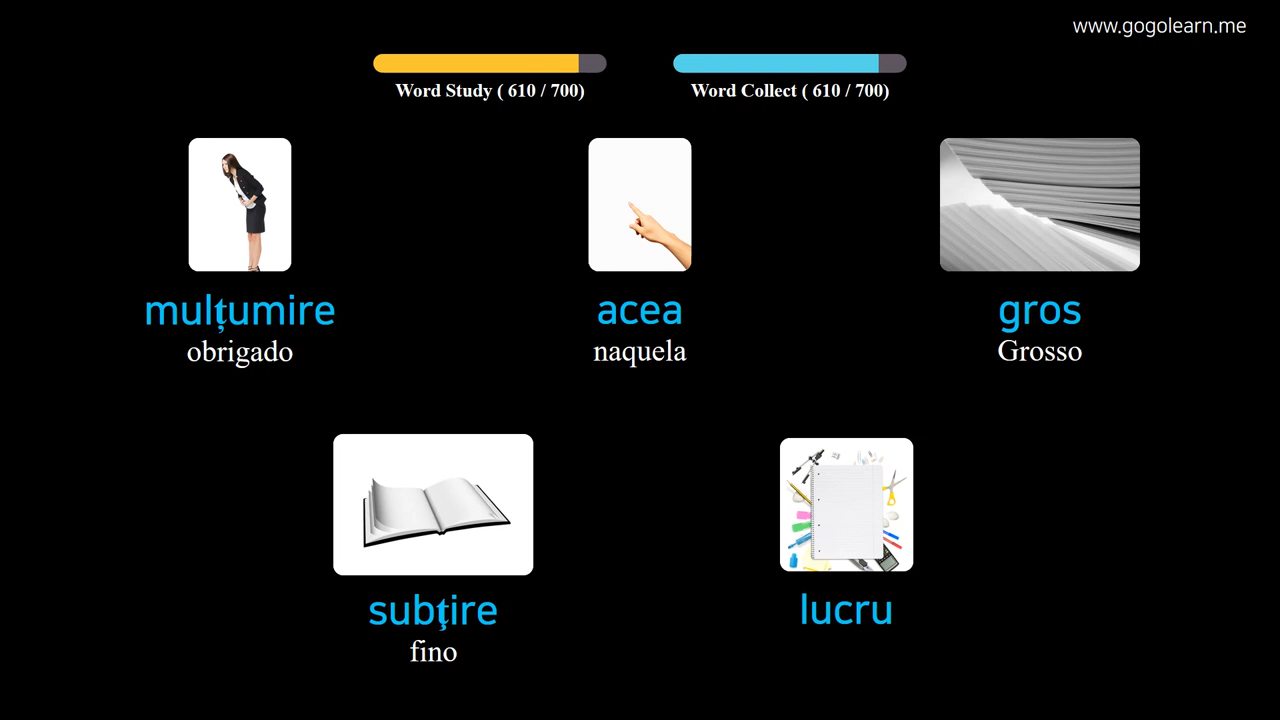 www.gogolearn.me
Word Study ( 610 / 700)
Word Collect ( 610 / 700)
mulțumire
obrigado
acea
naquela
gros
Grosso
subţire
fino
lucru